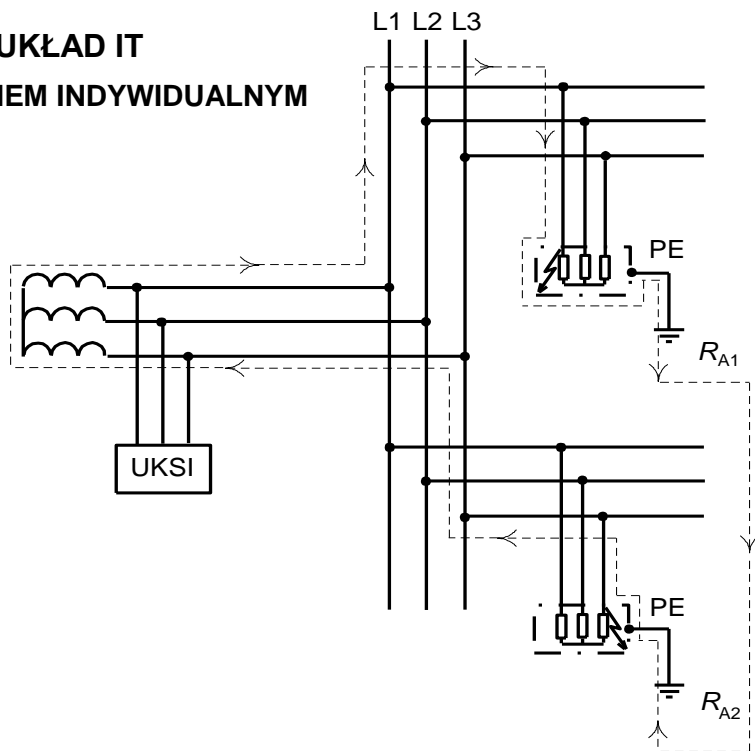 L1 L2 L3
UKŁAD IT
IEM INDYWIDUALNYM
PE
RA1
UKSI
PE
RA2